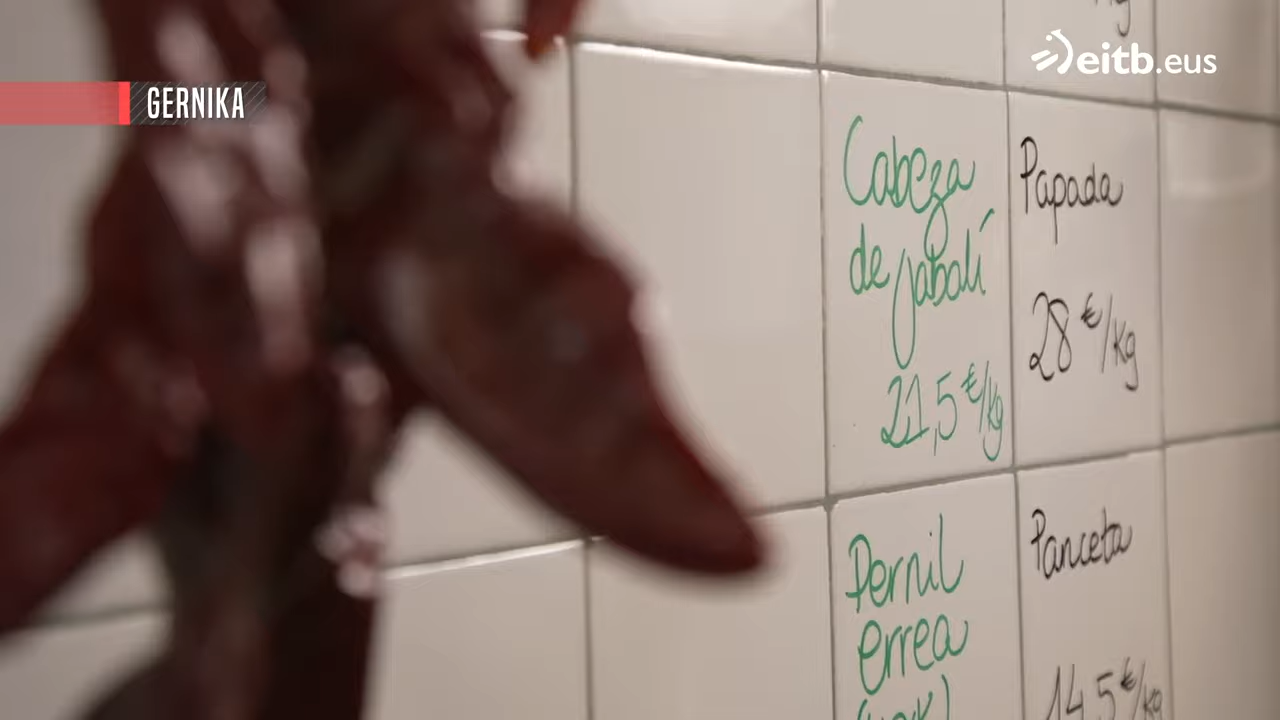 GERNIKA
eitb.eus
Cabeza
de jabalí
21,5 €/kg
Papada
28 €/kg
Pernil
errea
Panceta
14,5 €/kg